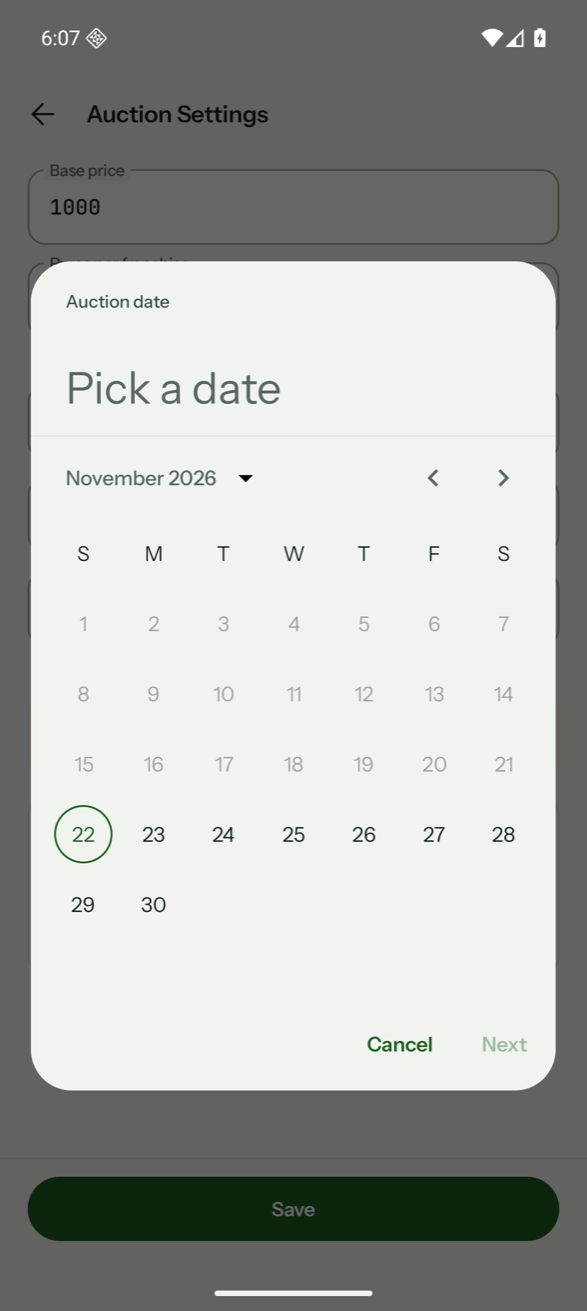 6:07
Auction Settings
Base price
1000
Auction date
Pick a date
November 2026
S M T W T F S
1 2 3 4 5 6 7
8 9 10 11 12 13 14
15 16 17 18 19 20 21
22 23 24 25 26 27 28
29 30
Cancel Next
Save